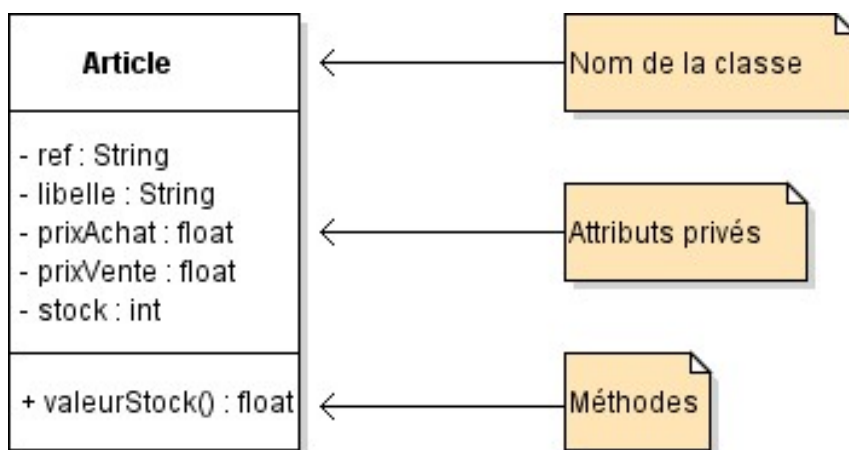 Article
Nom de la classe
- ref : String
- libelle : String
- prixAchat : float
- prixVente : float
- stock : int
Attributs privés
+ valeurStock() : float
Méthodes